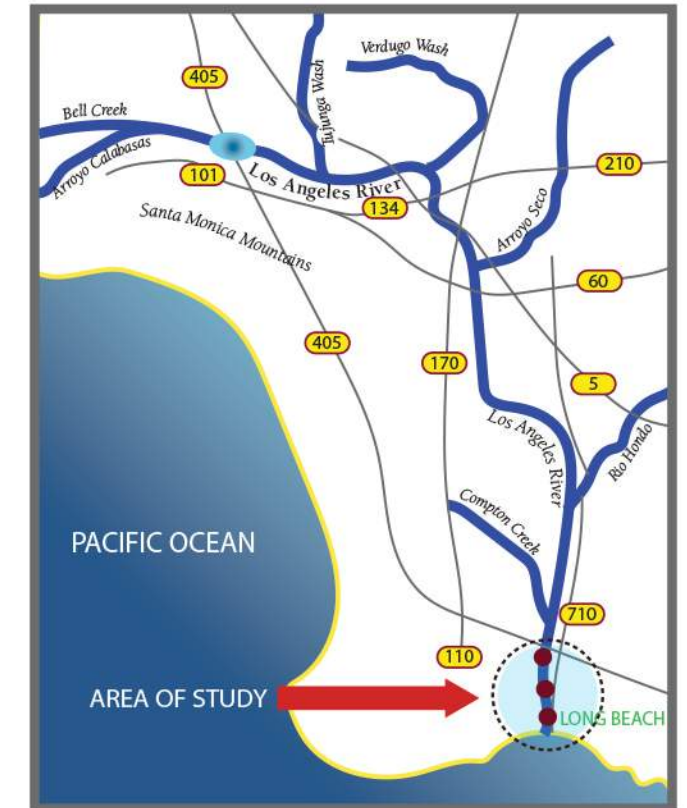 Verdugo Wash
405
Tujunga Wash
Bell Creek
Arroyo Calabasas
101
Los Angeles River
210
134
Arroyo Seco
Santa Monica Mountains
60
405
170
5
Los Angeles River
Rio Hondo
Compton Creek
PACIFIC OCEAN
710
110
AREA OF STUDY
LONG BEACH